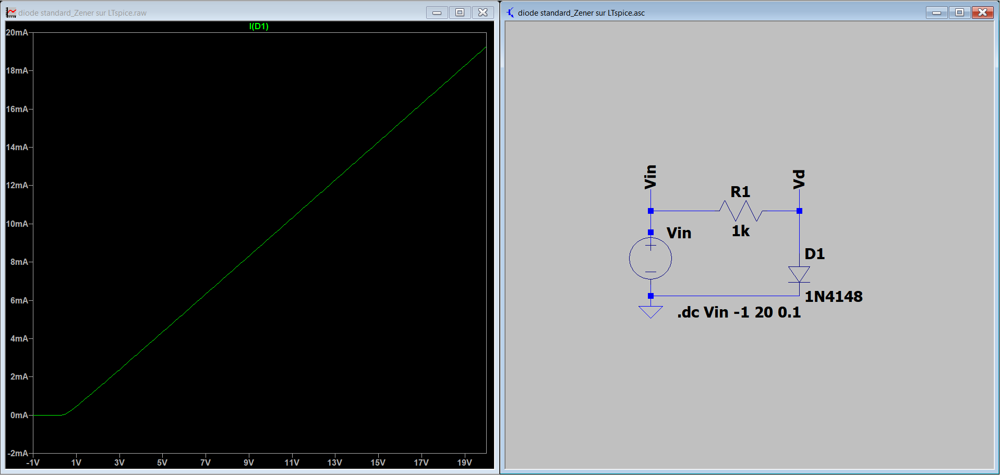 diode standard_Zener sur LTspice.raw
I(D1)
20mA
18mA
16mA
14mA
12mA
10mA
8mA
6mA
4mA
2mA
0mA
-2mA
-1V 1V 3V 5V 7V 9V 11V 13V 15V 17V 19V
diode standard_Zener sur LTspice.asc
Vin
Vd
R1
1k
Vin
D1
1N4148
.dc Vin -1 20 0.1